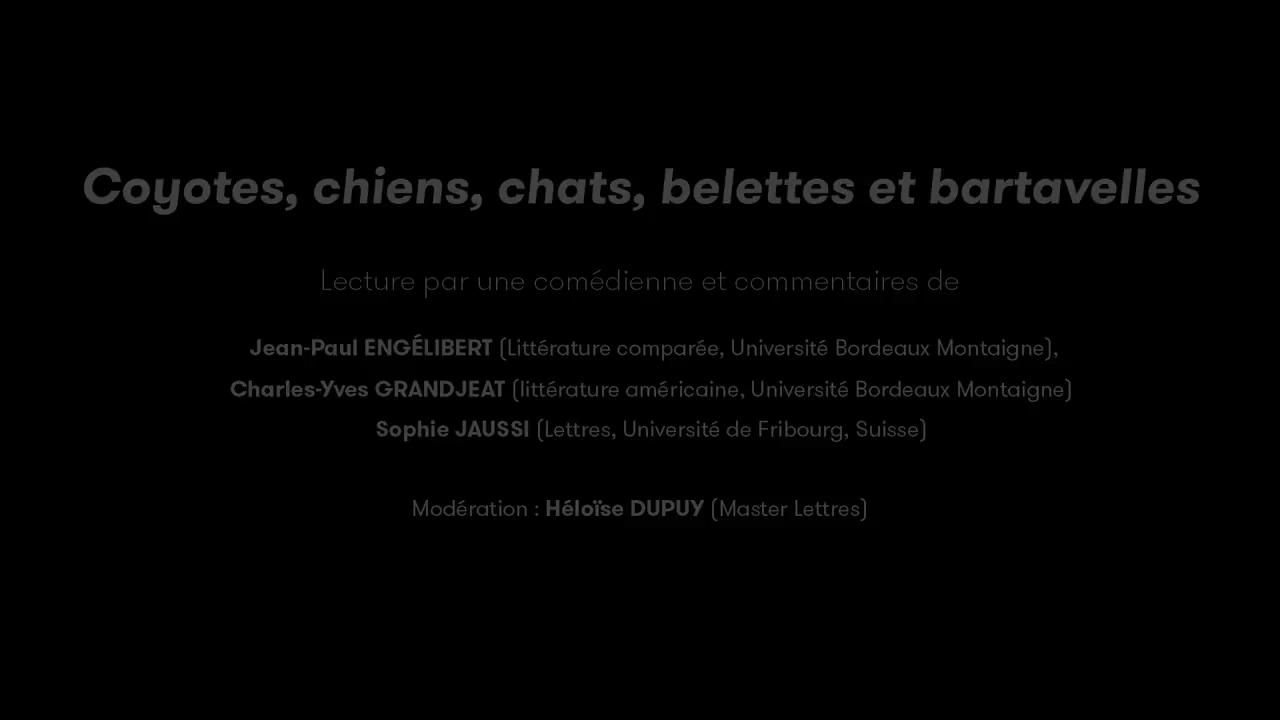 Coyotes, chiens, chats, belettes et bartavelles
Lecture par une comédienne et commentaires de
Jean-Paul ENGÉLIBERT (Littérature comparée, Université Bordeaux Montaigne),
Charles-Yves GRANDJEAT (littérature américaine, Université Bordeaux Montaigne)
Sophie JAUSSI (Lettres, Université de Fribourg, Suisse)
Modération : Héloïse DUPUY (Master Lettres)